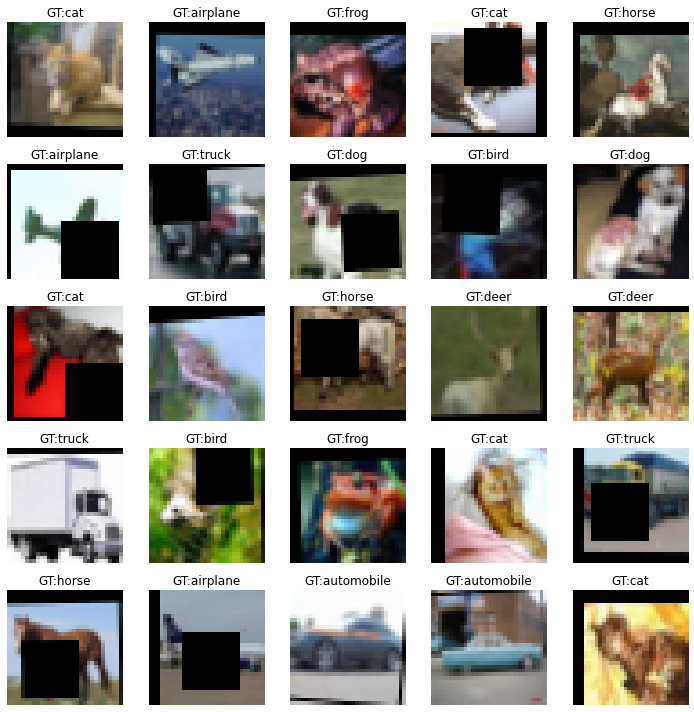 GT:cat GT:airplane GT:frog GT:cat GT:horse
GT:airplane GT:truck GT:dog GT:bird GT:dog
GT:cat GT:bird GT:horse GT:deer GT:deer
GT:truck GT:bird GT:frog GT:cat GT:truck
GT:horse GT:airplane GT:automobile GT:automobile GT:cat